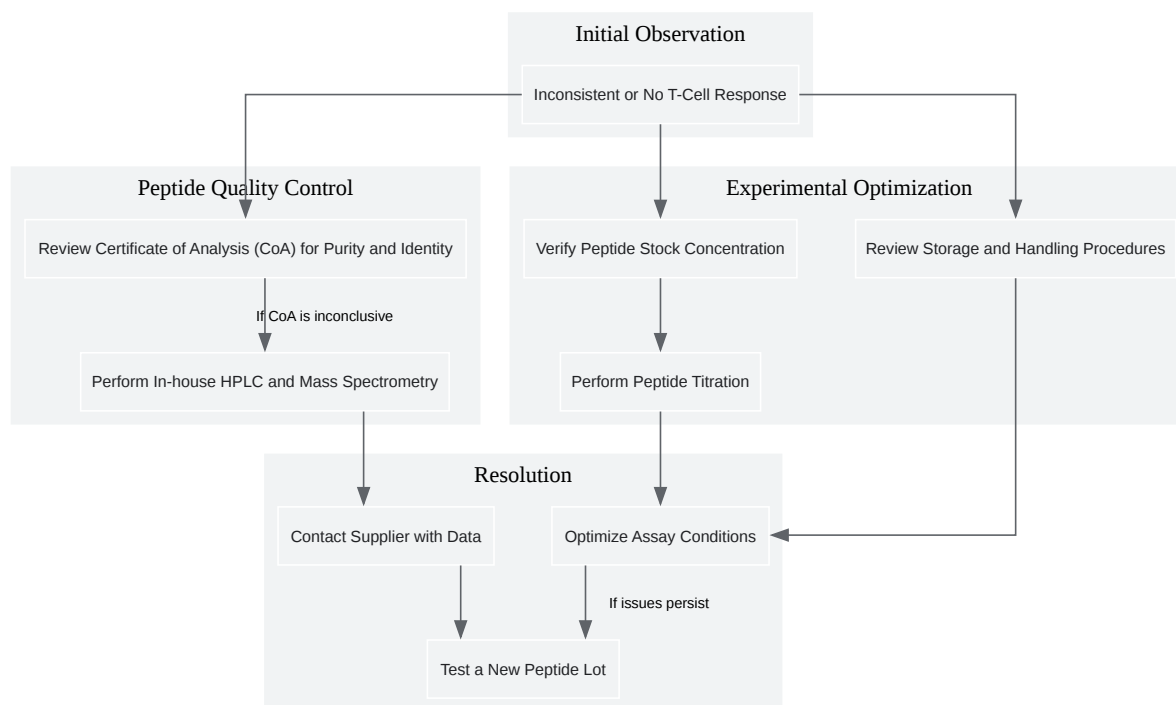 Initial Observation
Inconsistent or No T-Cell Response
Peptide Quality Control
Experimental Optimization
Review Certificate of Analysis (CoA) for Purity and Identity
Verify Peptide Stock Concentration
Review Storage and Handling Procedures
If CoA is inconclusive
Perform In-house HPLC and Mass Spectrometry
Perform Peptide Titration
Resolution
Contact Supplier with Data
Optimize Assay Conditions
If issues persist
Test a New Peptide Lot